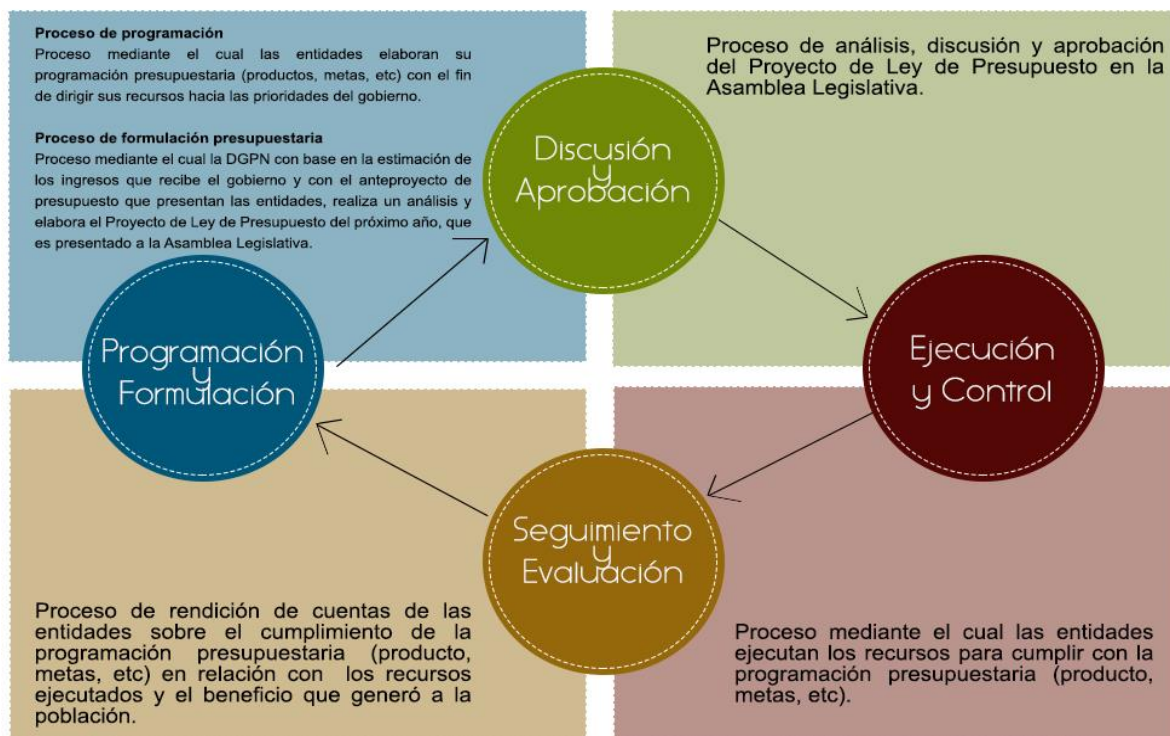 Proceso de programación
Proceso mediante el cual las entidades elaboran su
programación presupuestaria (productos, metas, etc) con el fin
de dirigir sus recursos hacia las prioridades del gobierno.
Proceso de formulación presupuestaria
Proceso mediante el cual la DGPN con base en la estimación de
los ingresos que recibe el gobierno y con el anteproyecto de
presupuesto que presentan las entidades, realiza un análisis y
elabora el Proyecto de Ley de Presupuesto del próximo año, que
es presentado a la Asamblea Legislativa.
Programación
y
Formulación
Discusión
y
Aprobación
Proceso de análisis, discusión y aprobación
del Proyecto de Ley de Presupuesto en la
Asamblea Legislativa.
Ejecución
y Control
Proceso mediante el cual las entidades
ejecutan los recursos para cumplir con la
programación presupuestaria (producto,
metas, etc).
Seguimiento
y
Evaluación
Proceso de rendición de cuentas de las
entidades sobre el cumplimiento de la
programación presupuestaria (producto,
metas, etc) en relación con los recursos
ejecutados y el beneficio que generó a la
población.